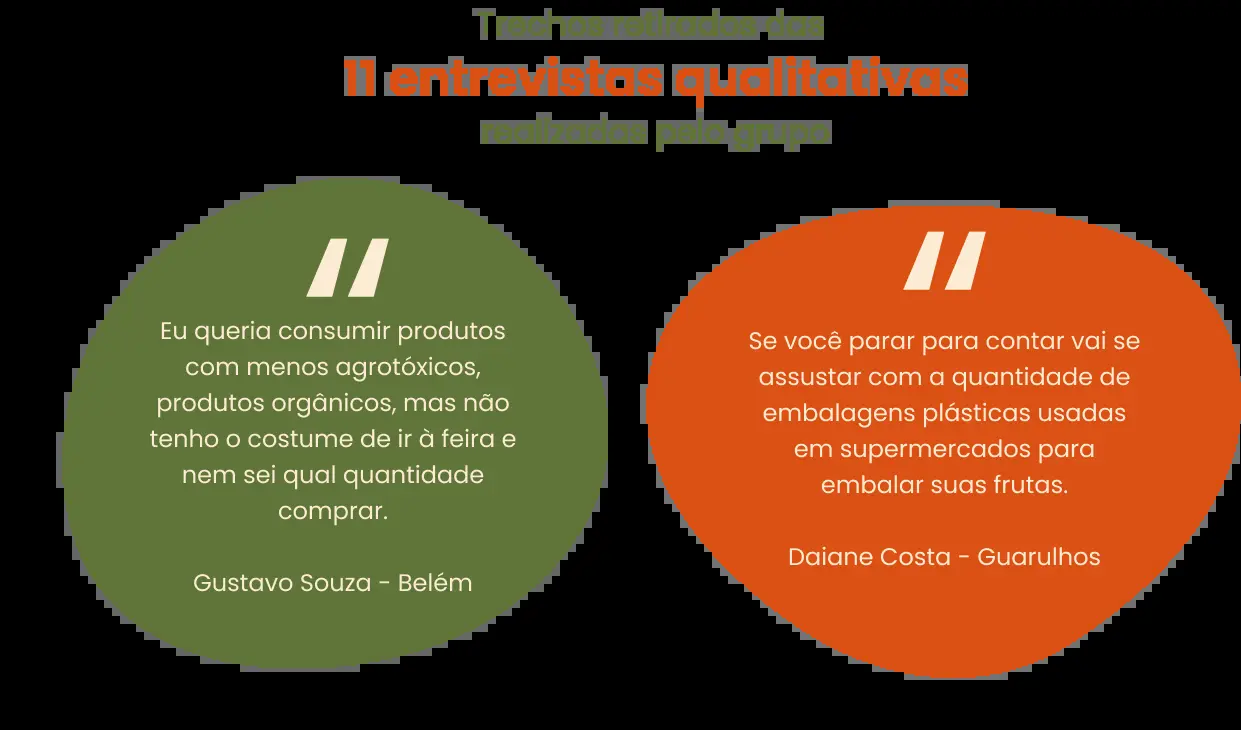 Trechos retirados das
11 entrevistas qualitativas
realizadas pelo grupo
Eu queria consumir produtos
com menos agrotóxicos,
produtos orgânicos, mas não
tenho o costume de ir à feira e
nem sei qual quantidade
comprar.
Gustavo Souza - Belém
Se você parar para contar vai se
assustar com a quantidade de
embalagens plásticas usadas
em supermercados para
embalar suas frutas.
Daiane Costa - Guarulhos